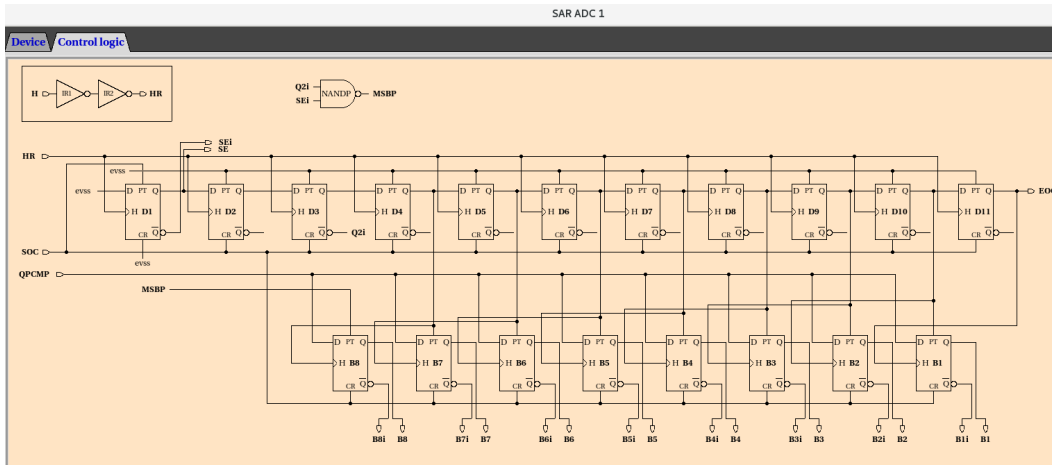 SAR ADC 1
Device Control logic
H IR1 IR2 HR
Q2i
SEi NANDP MSBP
SEi
SE
HR
evss
evss D PT Q D PT Q D PT Q D PT Q D PT Q D PT Q D PT Q D PT Q D PT Q D PT Q D PT Q EOC
H D1 H D2 H D3 H D4 H D5 H D6 H D7 H D8 H D9 H D10 H D11
CR Q CR Q CR Q Q2i CR Q CR Q CR Q CR Q CR Q CR Q CR Q CR Q
SOC
evss
QPCMP
MSBP
D PT Q D PT Q D PT Q D PT Q D PT Q D PT Q D PT Q D PT Q
H B8 H B7 H B6 H B5 H B4 H B3 H B2 H B1
CR Q CR Q CR Q CR Q CR Q CR Q CR Q CR Q
B8i B8 B7i B7 B6i B6 B5i B5 B4i B4 B3i B3 B2i B2 B1i B1